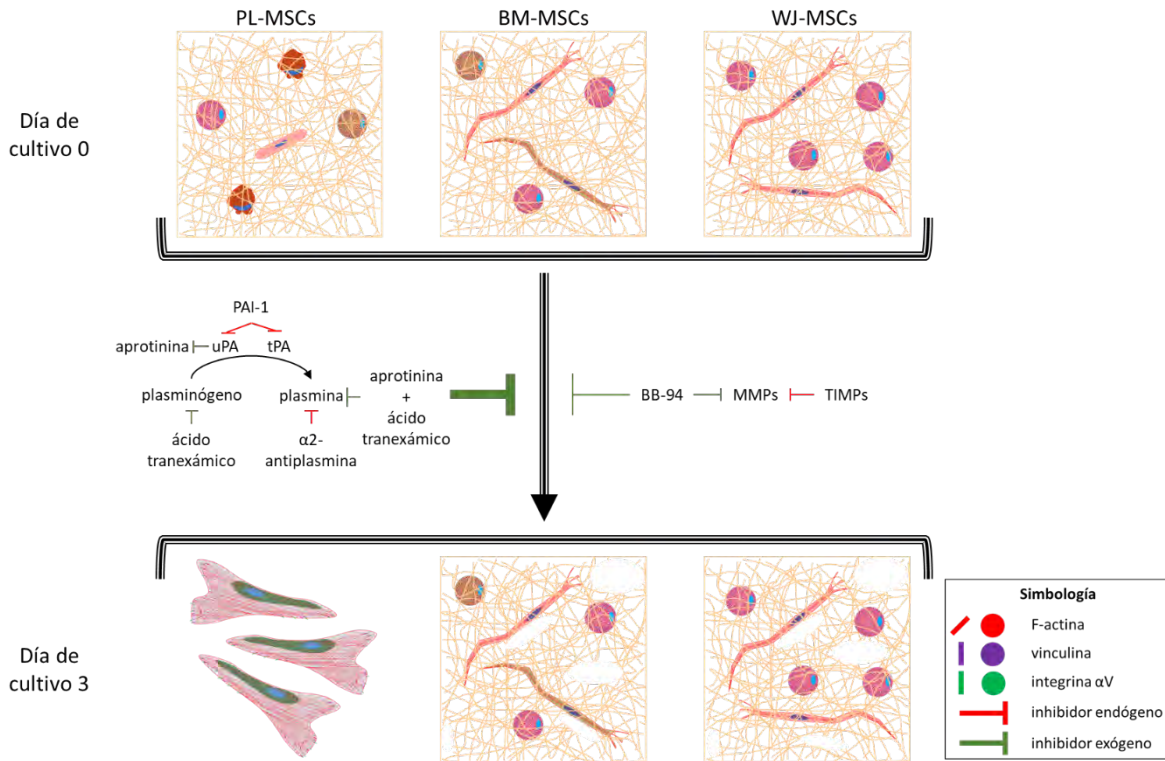 PL-MSCs
BM-MSCs
WJ-MSCs
Día de
cultivo 0
PAI-1
aprotinina
uPA
tPA
plasminógeno
plasmina
aprotinina
+
ácido
tranexámico
ácido
tranexámico
α2-
antiplasmina
BB-94
MMPs
TIMPs
Día de
cultivo 3
Simbología
F-actina
vinculina
integrina αV
inhibidor endógeno
inhibidor exógeno